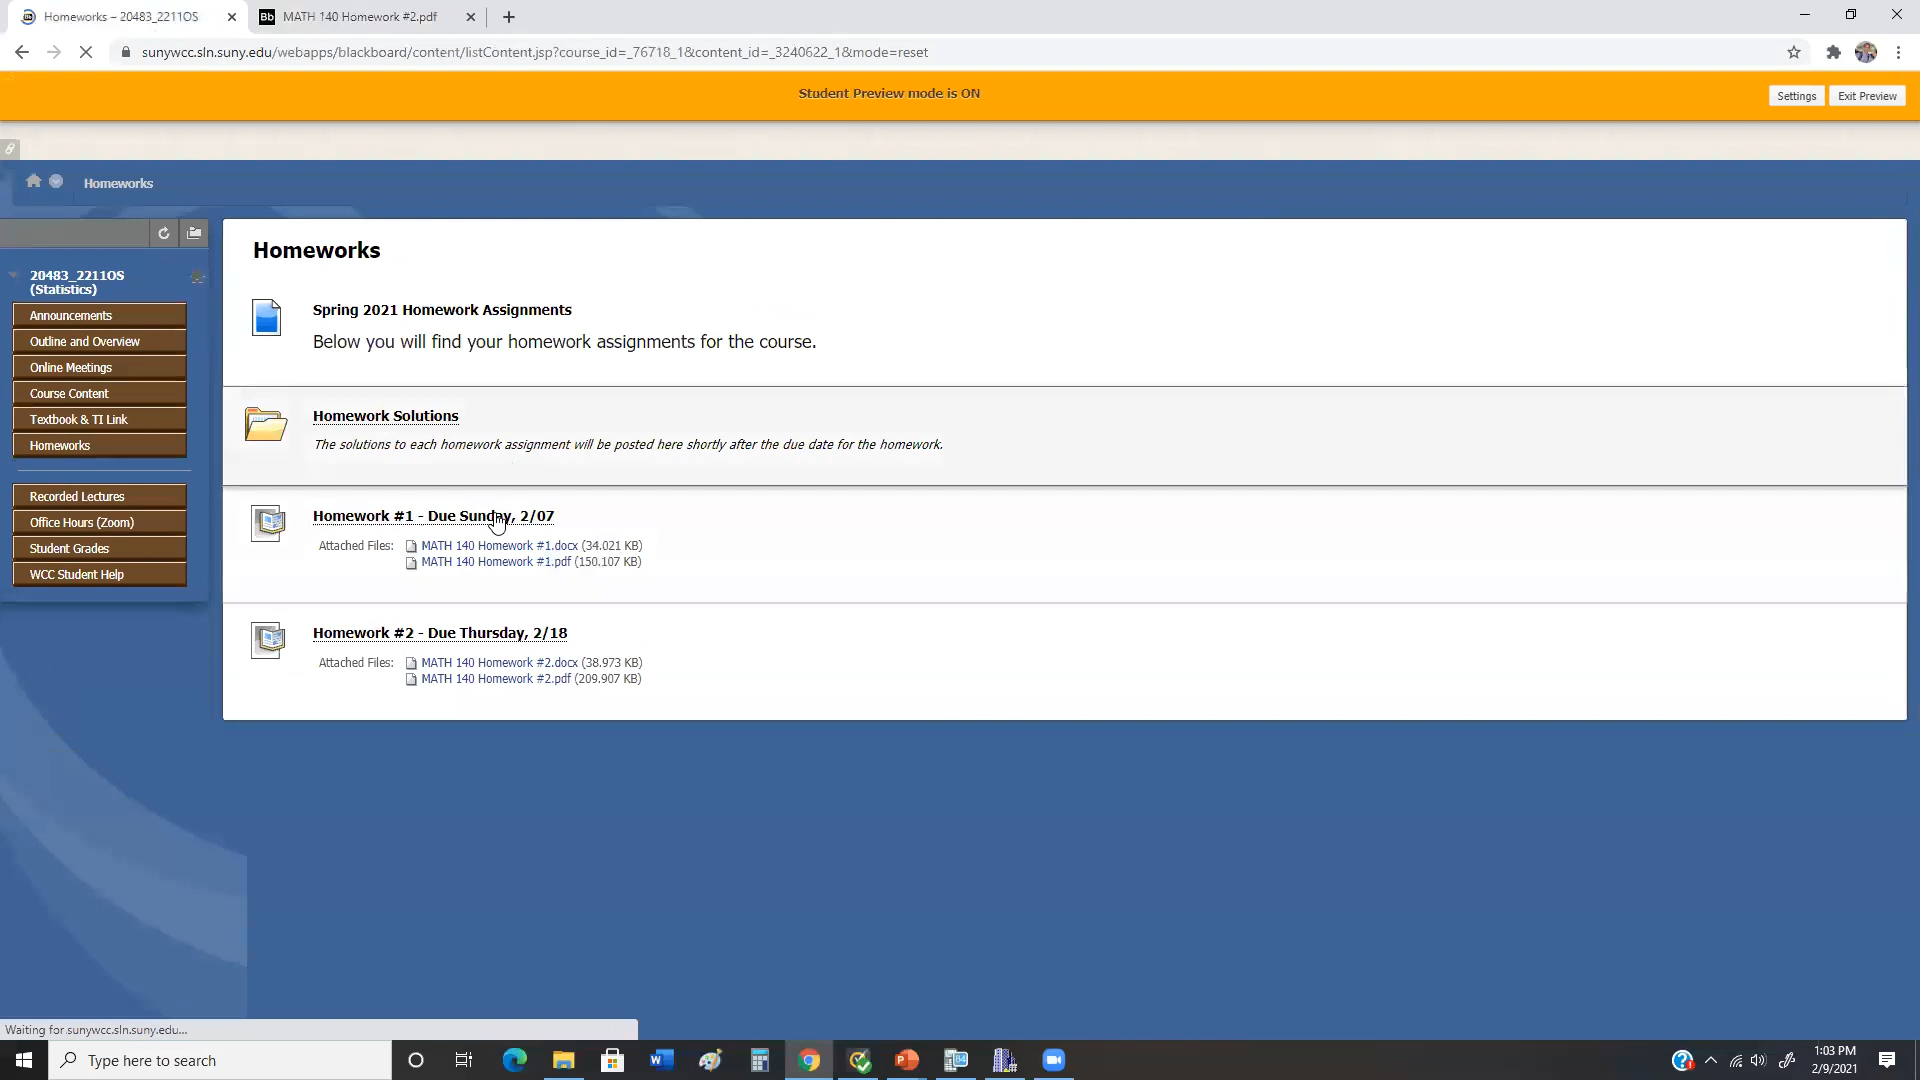 Homeworks – 20483_2211OS
Bb MATH 140 Homework #2.pdf
sunywcc.sln.suny.edu/webapps/blackboard/content/listContent.jsp?course_id=_76718_1&content_id=_3240622_1&mode=reset
Student Preview mode is ON
Settings
Exit Preview
Homeworks
20483_2211OS
(Statistics)
Announcements
Outline and Overview
Online Meetings
Course Content
Textbook & TI Link
Homeworks
Recorded Lectures
Office Hours (Zoom)
Student Grades
WCC Student Help
Homeworks
Spring 2021 Homework Assignments
Below you will find your homework assignments for the course.
Homework Solutions
The solutions to each homework assignment will be posted here shortly after the due date for the homework.
Homework #1 - Due Sunday, 2/07
Attached Files: MATH 140 Homework #1.docx (34.021 KB)
MATH 140 Homework #1.pdf (150.107 KB)
Homework #2 - Due Thursday, 2/18
Attached Files: MATH 140 Homework #2.docx (38.973 KB)
MATH 140 Homework #2.pdf (209.907 KB)
Waiting for sunywcc.sln.suny.edu...
Type here to search
1:03 PM
2/9/2021